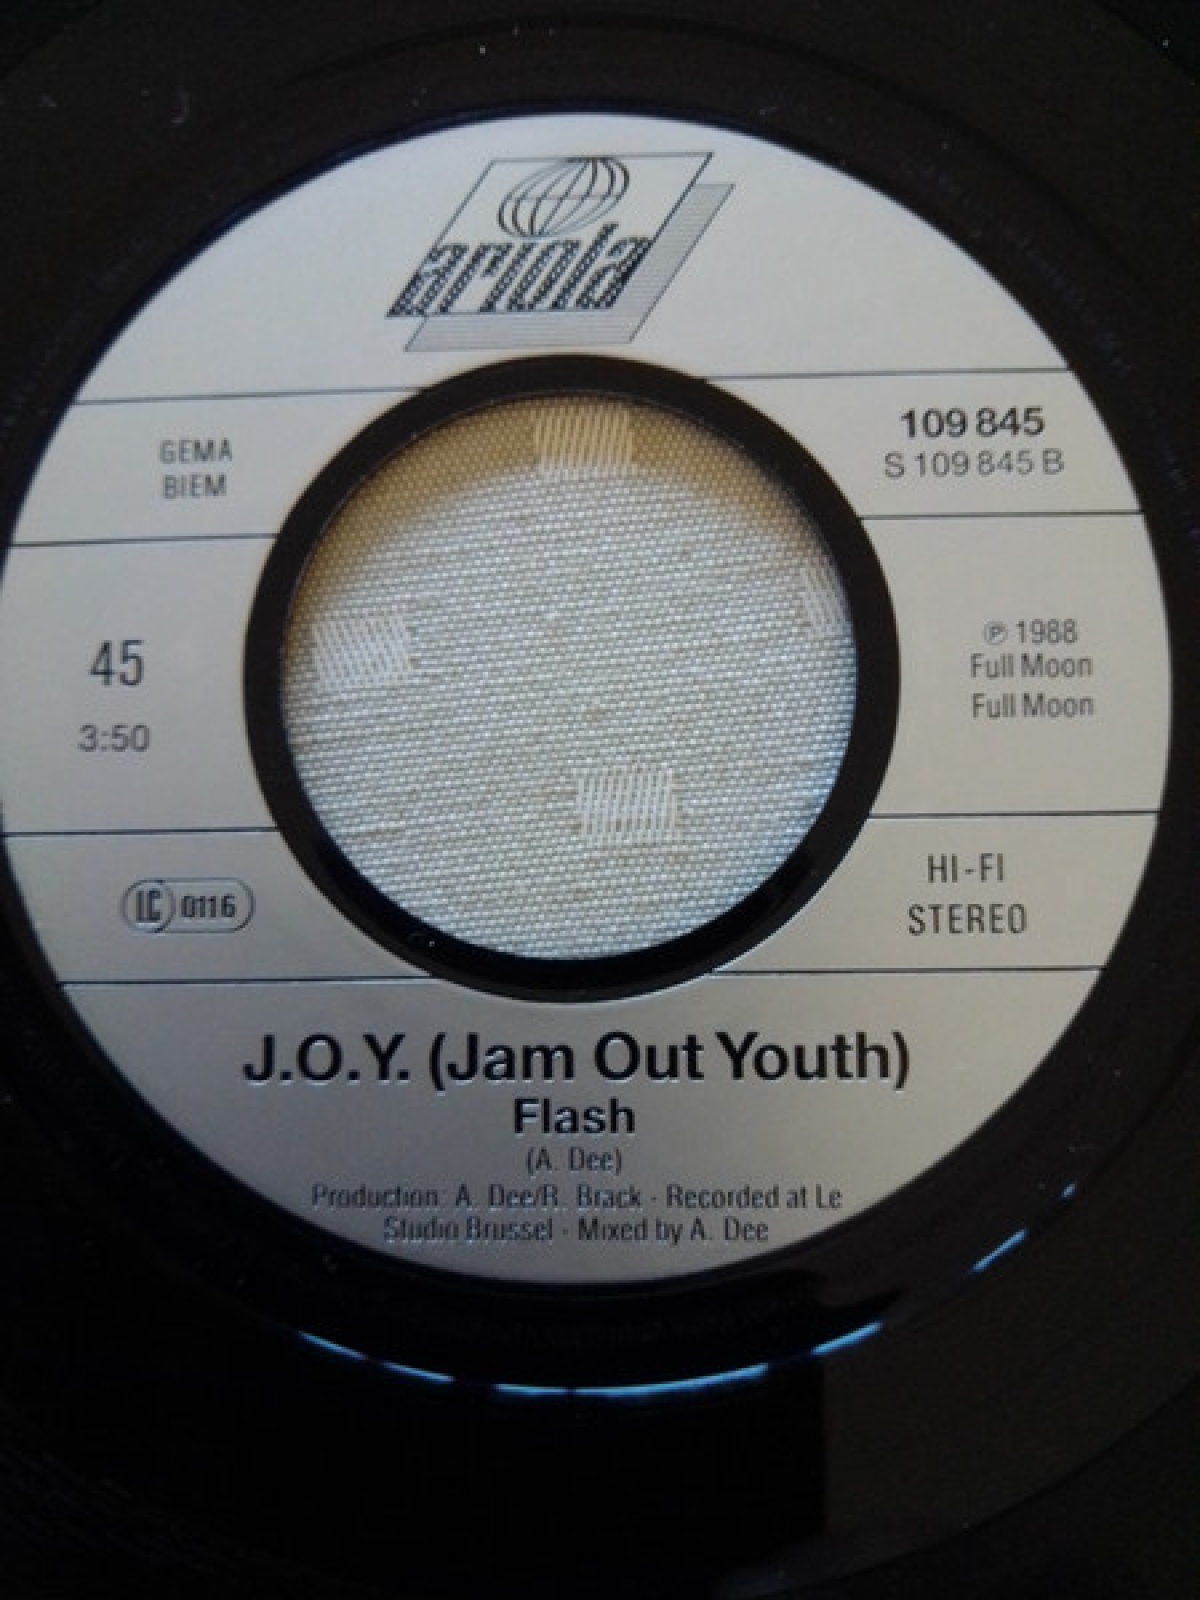 ariola
GEMA
BIEM
109 845
S 109 845 B
45
3:50
℗ 1988
Full Moon
Full Moon
LC 0116
HI-FI
STEREO
J.O.Y. (Jam Out Youth)
Flash
(A. Dee)
Production: A. Dee/R. Brack · Recorded at Le
Studio Brussel · Mixed by A. Dee